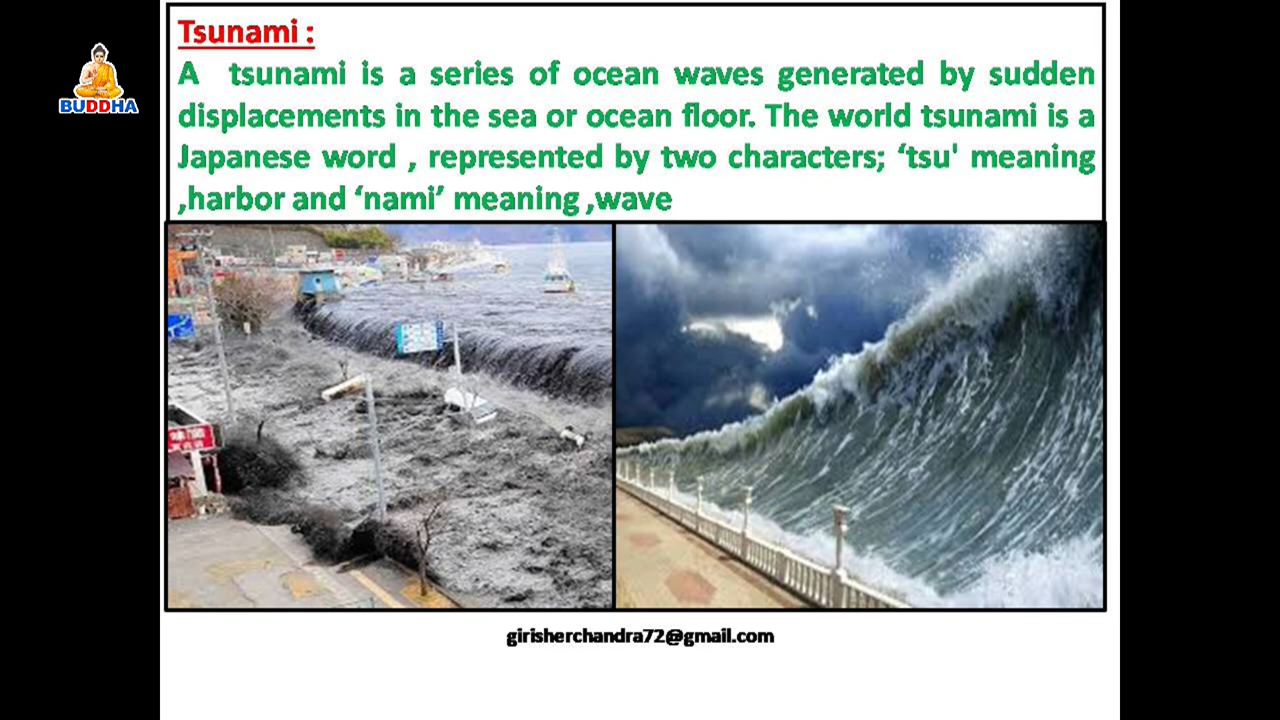 Tsunami :
A tsunami is a series of ocean waves generated by sudden
displacements in the sea or ocean floor. The world tsunami is a
Japanese word , represented by two characters; ‘tsu' meaning
,harbor and ‘nami’ meaning ,wave
BUDDHA
girisherchandra72@gmail.com